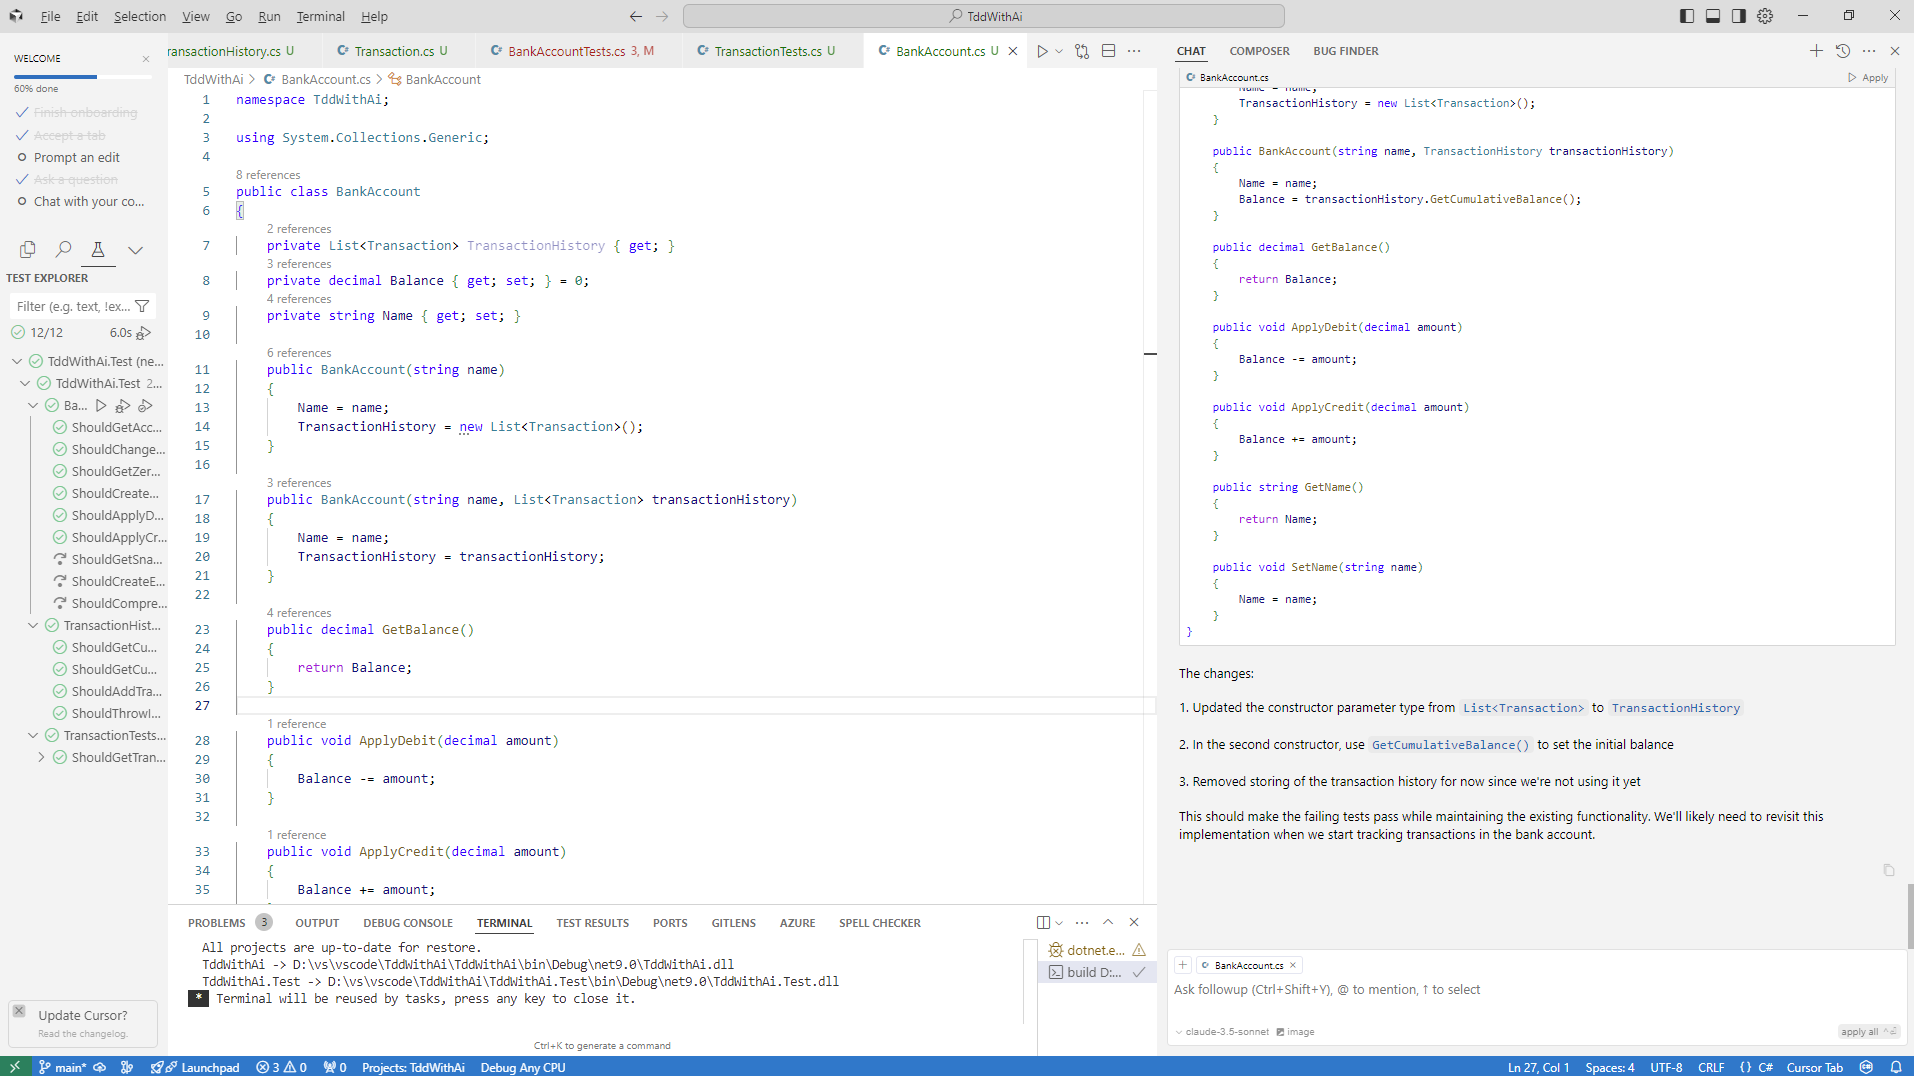 File Edit Selection View Go Run Terminal Help
TddWithAi
WELCOME
60% done
Finish onboarding
Accept a tab
Prompt an edit
Ask a question
Chat with your co...
TEST EXPLORER
Filter (e.g. text, !ex...
12/12 6.0s
TddWithAi.Test (ne...
TddWithAi.Test 2...
Ba...
ShouldGetAcc...
ShouldChange...
ShouldGetZer...
ShouldCreate...
ShouldApplyD...
ShouldApplyCr...
ShouldGetSna...
ShouldCreateE...
ShouldCompre...
TransactionHist...
ShouldGetCu...
ShouldGetCu...
ShouldAddTra...
ShouldThrowI...
TransactionTests...
ShouldGetTran...
Update Cursor?
Read the changelog.
ransactionHistory.cs U
Transaction.cs U
BankAccountTests.cs 3, M
TransactionTests.cs U
BankAccount.cs U
TddWithAi > BankAccount.cs > BankAccount
1 namespace TddWithAi;
2
3 using System.Collections.Generic;
4
8 references
5 public class BankAccount
6 {
2 references
7 private List<Transaction> TransactionHistory { get; }
3 references
8 private decimal Balance { get; set; } = 0;
4 references
9 private string Name { get; set; }
10
6 references
11 public BankAccount(string name)
12 {
13 Name = name;
14 TransactionHistory = new List<Transaction>();
15 }
16
3 references
17 public BankAccount(string name, List<Transaction> transactionHistory)
18 {
19 Name = name;
20 TransactionHistory = transactionHistory;
21 }
22
4 references
23 public decimal GetBalance()
24 {
25 return Balance;
26 }
27
1 reference
28 public void ApplyDebit(decimal amount)
29 {
30 Balance -= amount;
31 }
32
1 reference
33 public void ApplyCredit(decimal amount)
34 {
35 Balance += amount;
PROBLEMS 3 OUTPUT DEBUG CONSOLE TERMINAL TEST RESULTS PORTS GITLENS AZURE SPELL CHECKER
All projects are up-to-date for restore.
TddWithAi -> D:\vs\vscode\TddWithAi\TddWithAi\bin\Debug\net9.0\TddWithAi.dll
TddWithAi.Test -> D:\vs\vscode\TddWithAi\TddWithAi.Test\bin\Debug\net9.0\TddWithAi.Test.dll
* Terminal will be reused by tasks, press any key to close it.
dotnet.e...
build D:...
Ctrl+K to generate a command
CHAT COMPOSER BUG FINDER
BankAccount.cs Apply
Name = name;
TransactionHistory = new List<Transaction>();
}
public BankAccount(string name, TransactionHistory transactionHistory)
{
Name = name;
Balance = transactionHistory.GetCumulativeBalance();
}
public decimal GetBalance()
{
return Balance;
}
public void ApplyDebit(decimal amount)
{
Balance -= amount;
}
public void ApplyCredit(decimal amount)
{
Balance += amount;
}
public string GetName()
{
return Name;
}
public void SetName(string name)
{
Name = name;
}
}
The changes:
1. Updated the constructor parameter type from List<Transaction> to TransactionHistory
2. In the second constructor, use GetCumulativeBalance() to set the initial balance
3. Removed storing of the transaction history for now since we're not using it yet
This should make the failing tests pass while maintaining the existing functionality. We'll likely need to revisit this
implementation when we start tracking transactions in the bank account.
BankAccount.cs
Ask followup (Ctrl+Shift+Y), @ to mention, ↑ to select
claude-3.5-sonnet image
apply all
main* Launchpad 3 0 0 Projects: TddWithAi Debug Any CPU
Ln 27, Col 1 Spaces: 4 UTF-8 CRLF {} C# Cursor Tab